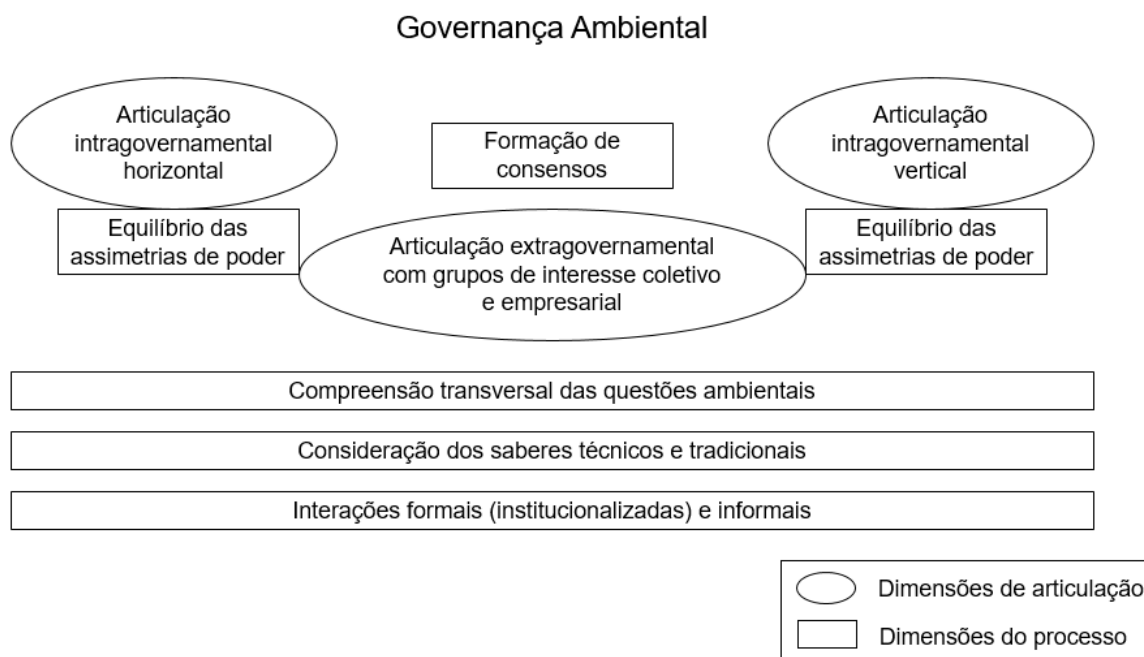 Governança Ambiental
Articulação
intragovernamental
horizontal
Formação de
consensos
Articulação
intragovernamental
vertical
Equilíbrio das
assimetrias de poder
Articulação extragovernamental
com grupos de interesse coletivo
e empresarial
Equilíbrio das
assimetrias de poder
Compreensão transversal das questões ambientais
Consideração dos saberes técnicos e tradicionais
Interações formais (institucionalizadas) e informais
Dimensões de articulação
Dimensões do processo